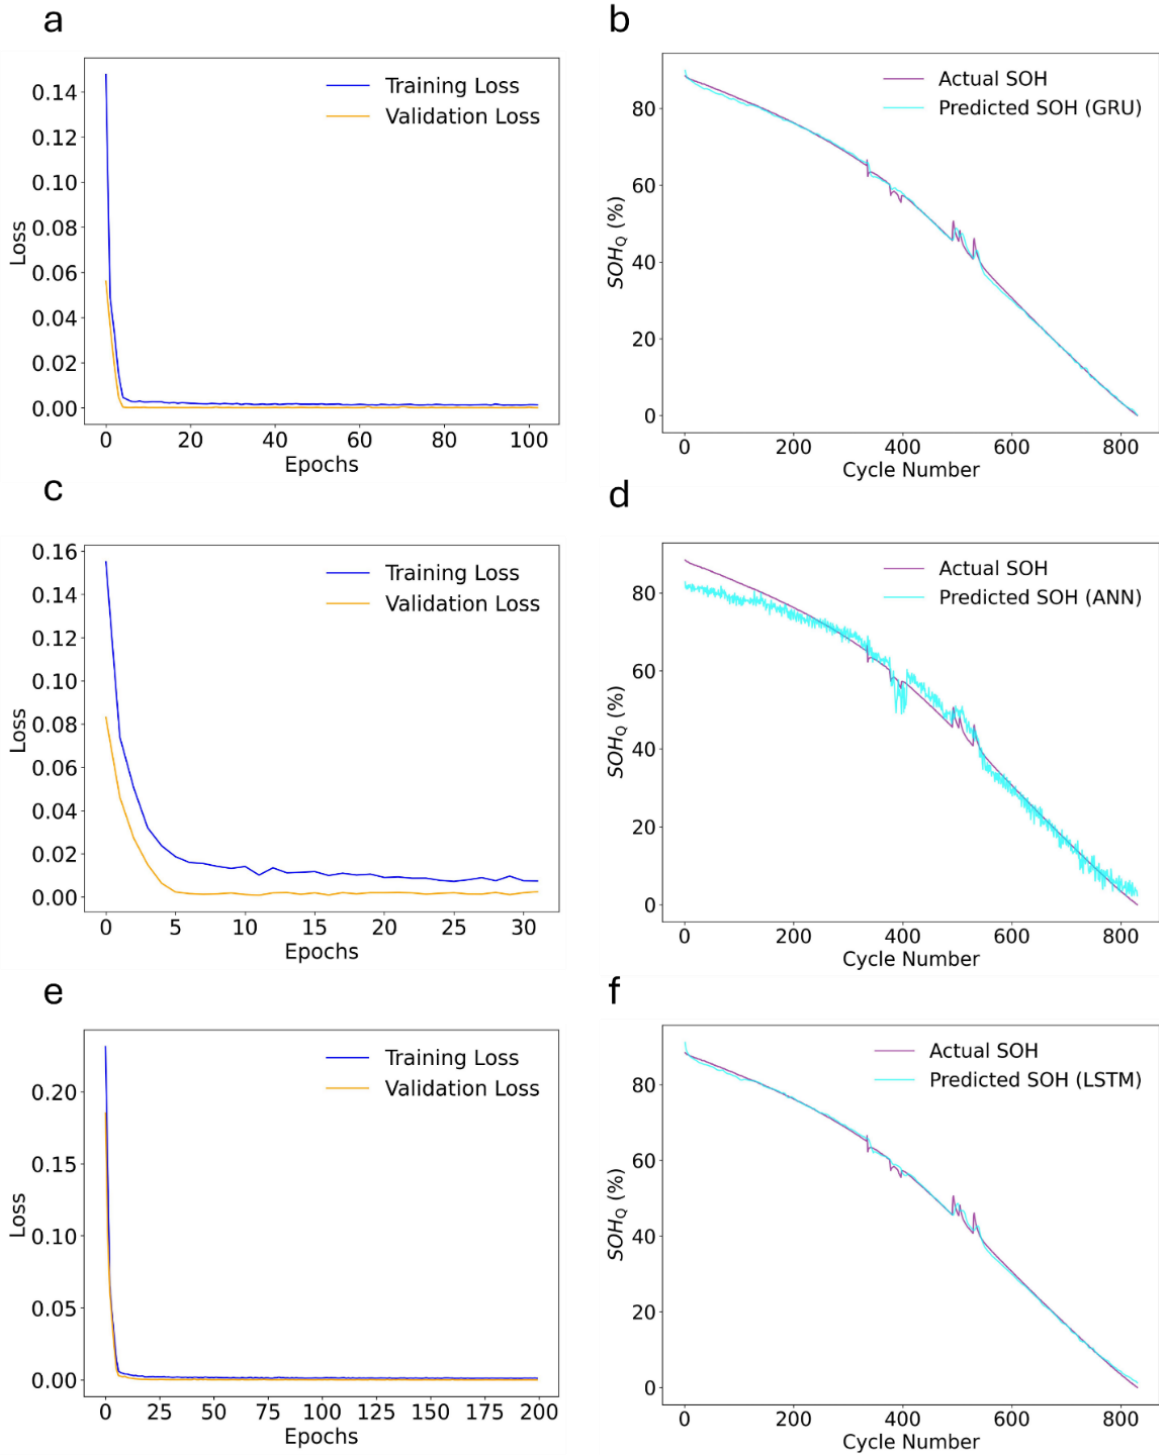 a
0.14
0.12
0.10
0.08
0.06
0.04
0.02
0.00
Loss
Training Loss
Validation Loss
0 20 40 60 80 100
Epochs
b
80
60
40
20
0
SOH_Q (%)
Actual SOH
Predicted SOH (GRU)
0 200 400 600 800
Cycle Number
c
0.16
0.14
0.12
0.10
0.08
0.06
0.04
0.02
0.00
Loss
Training Loss
Validation Loss
0 5 10 15 20 25 30
Epochs
d
80
60
40
20
0
SOH_Q (%)
Actual SOH
Predicted SOH (ANN)
0 200 400 600 800
Cycle Number
e
0.20
0.15
0.10
0.05
0.00
Loss
Training Loss
Validation Loss
0 25 50 75 100 125 150 175 200
Epochs
f
80
60
40
20
0
SOH_Q (%)
Actual SOH
Predicted SOH (LSTM)
0 200 400 600 800
Cycle Number